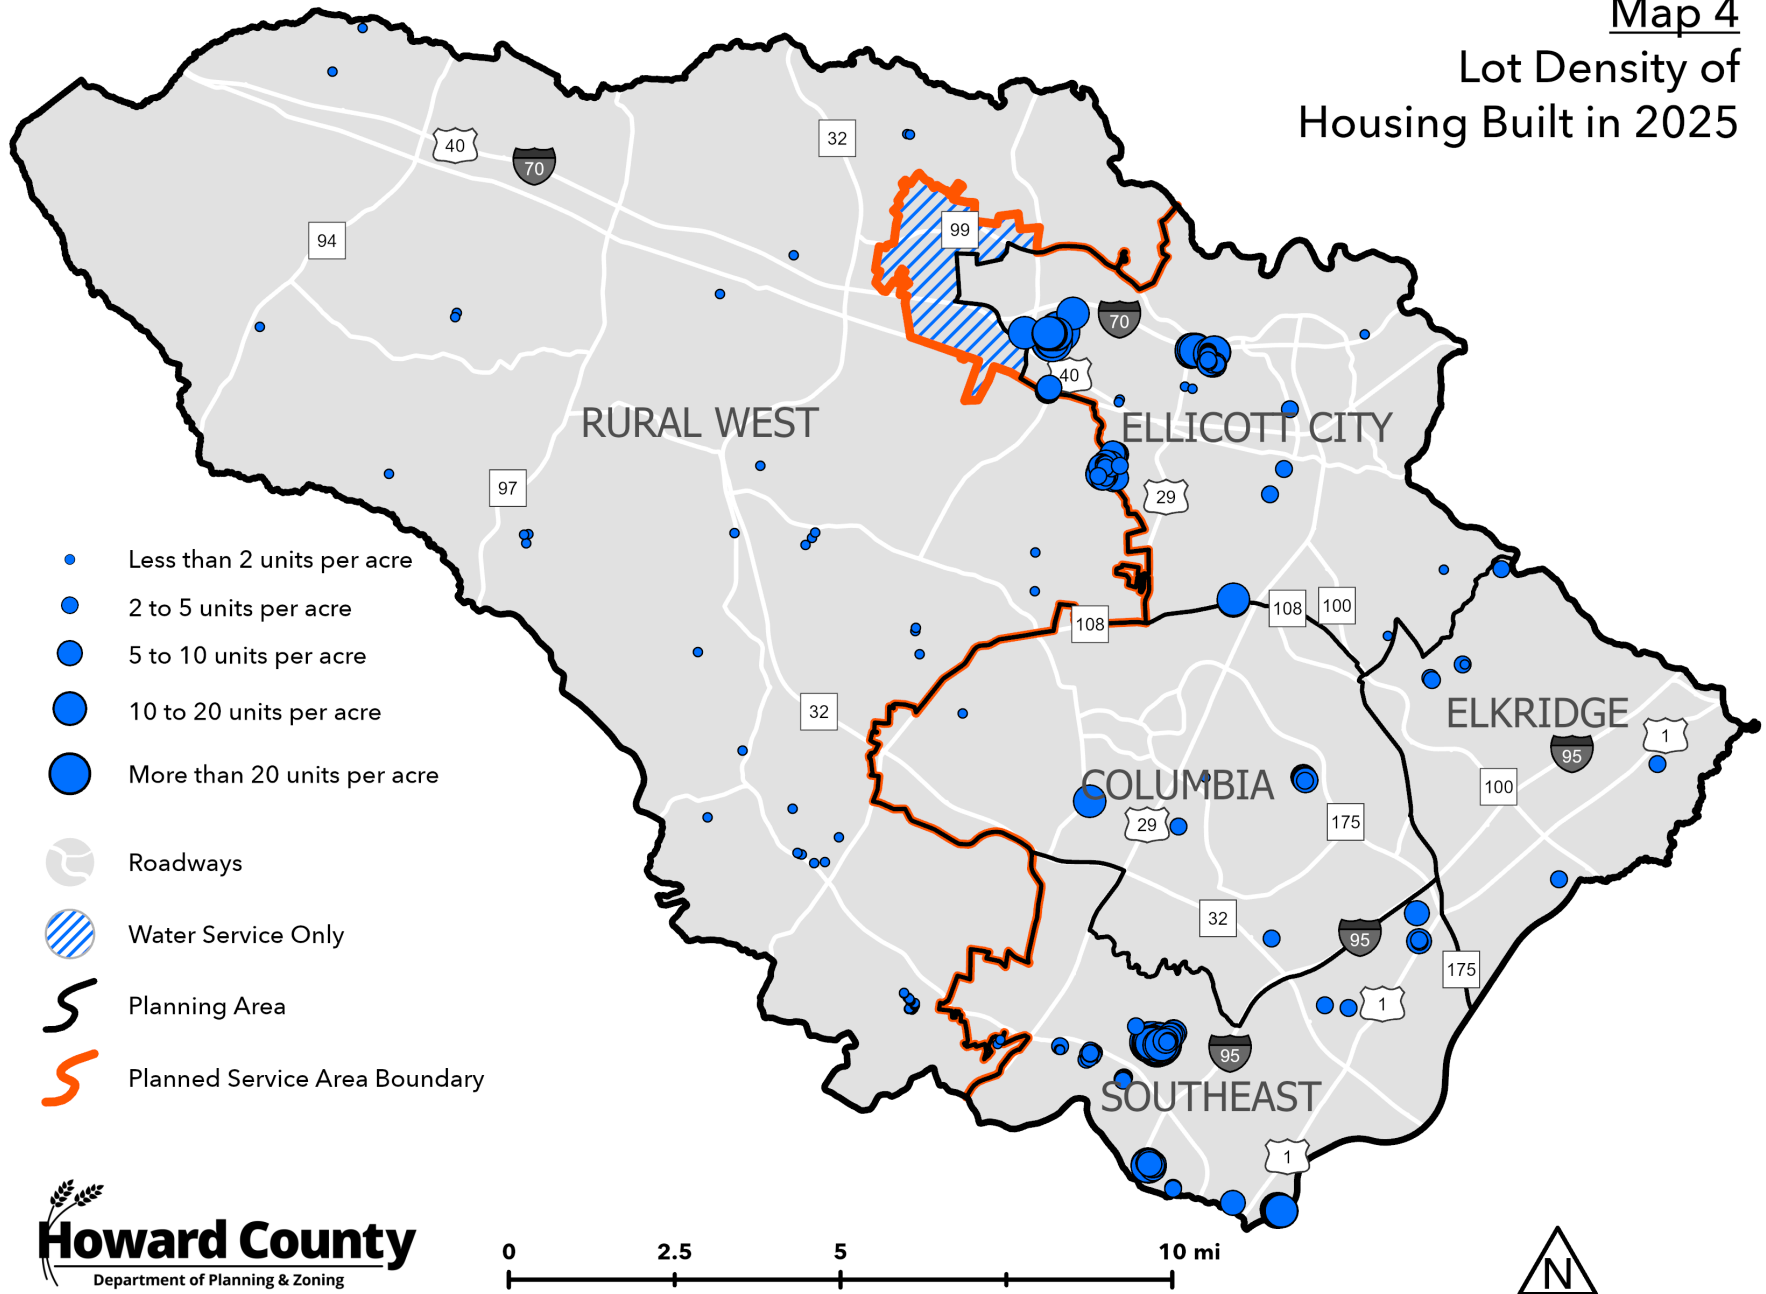 Map 4
Lot Density of
Housing Built in 2025
32
40
70
99
94
70
40
RURAL WEST
ELLICOTT CITY
97
29
Less than 2 units per acre
2 to 5 units per acre
108
108
100
5 to 10 units per acre
10 to 20 units per acre
32
ELKRIDGE
1
95
More than 20 units per acre
COLUMBIA
100
29
175
Roadways
32
95
Water Service Only
175
Planning Area
1
95
Planned Service Area Boundary
SOUTHEAST
1
Howard County
Department of Planning & Zoning
0 2.5 5 10 mi
N